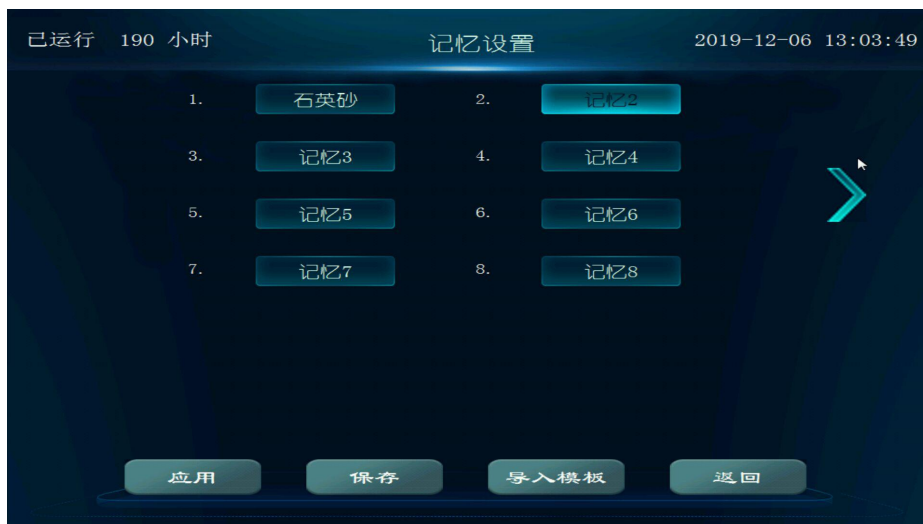 已运行 190 小时 记忆设置 2019-12-06 13:03:49
1. 石英砂 2. 记忆2
3. 记忆3 4. 记忆4
5. 记忆5 6. 记忆6
7. 记忆7 8. 记忆8
应用 保存 导入模板 返回